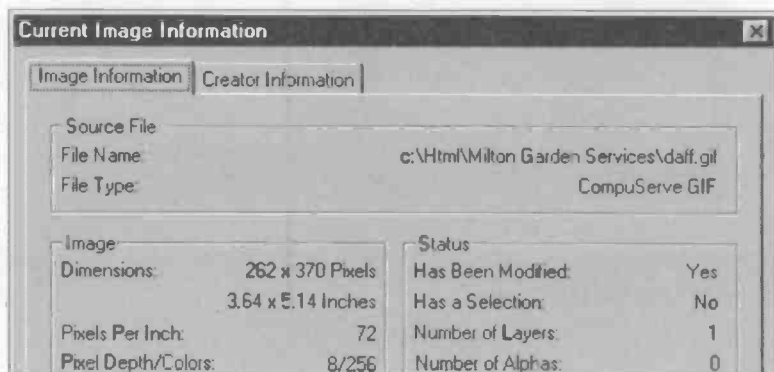 Current Image Information
Image Information
Creator Information
Source File
File Name: c:\Html\Milton Garden Services\daff.gif
File Type: CompuServe GIF
Image
Dimensions: 262 x 370 Pixels
3.64 x 5.14 Inches
Pixels Per Inch: 72
Pixel Depth/Colors: 8/256
Status
Has Been Modified: Yes
Has a Selection: No
Number of Layers: 1
Number of Alphas: 0